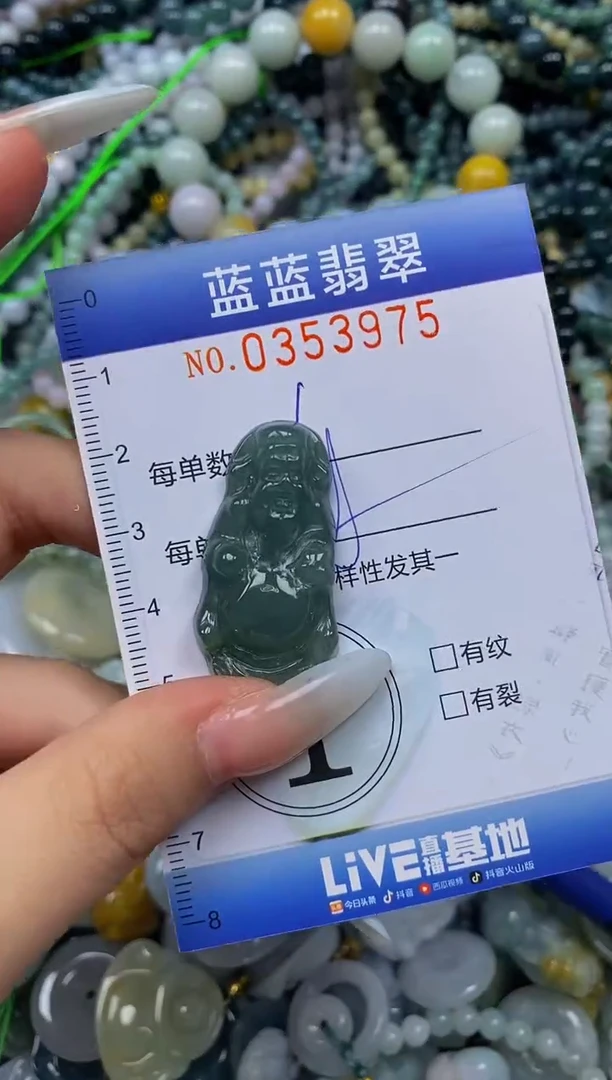 蓝蓝翡翠
NO.0353975
0
1
2
3
4
7
8
每单数
每单
样性发其一
1
□有纹
□有裂
LiVE直播基地
今日头条 抖音 西瓜视频 抖音火山版